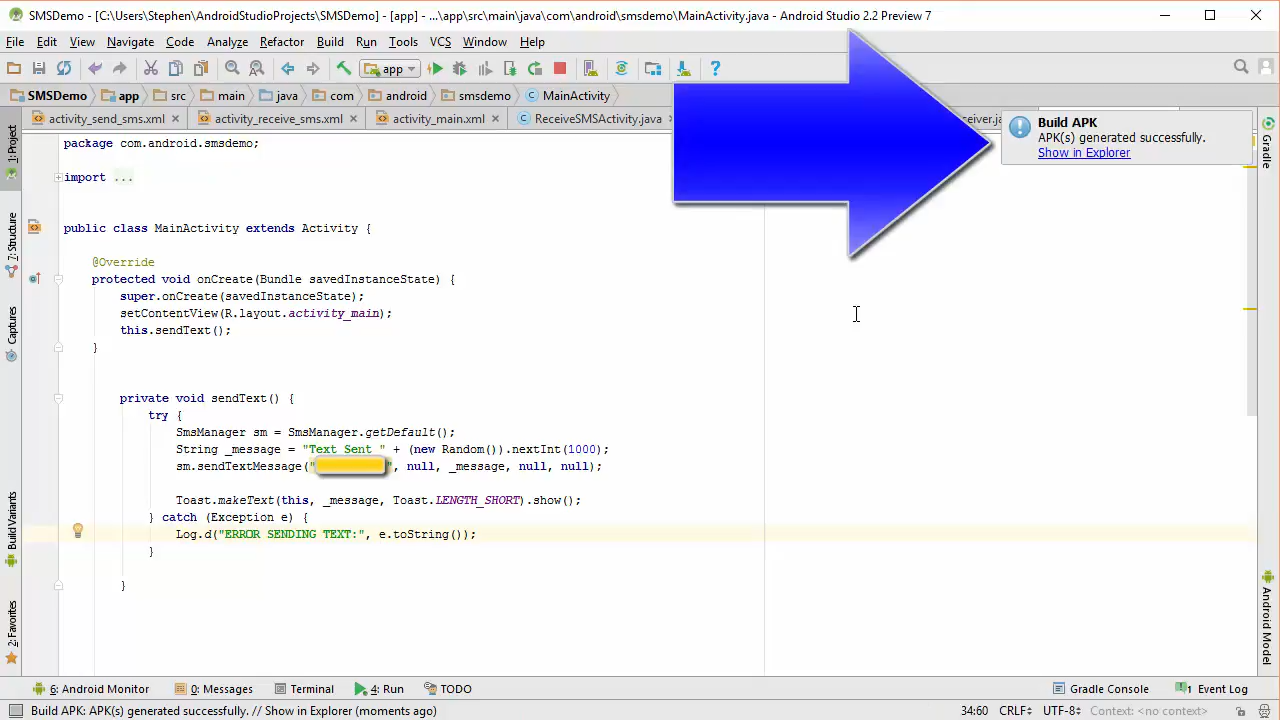 SMSDemo - [C:\Users\Stephen\AndroidStudioProjects\SMSDemo] - [app] - ...\app\src\main\java\com\android\smsdemo\MainActivity.java - Android Studio 2.2 Preview 7
File Edit View Navigate Code Analyze Refactor Build Run Tools VCS Window Help
app
SMSDemo app src main java com android smsdemo MainActivity
activity_send_sms.xml activity_receive_sms.xml activity_main.xml ReceiveSMSActivity.java eiver.ja
Build APK
APK(s) generated successfully.
Show in Explorer
1: Project
7: Structure
Captures
Build Variants
2: Favorites
Gradle
Android Model
package com.android.smsdemo;
import ...
public class MainActivity extends Activity {
@Override
protected void onCreate(Bundle savedInstanceState) {
super.onCreate(savedInstanceState);
setContentView(R.layout.activity_main);
this.sendText();
}
private void sendText() {
try {
SmsManager sm = SmsManager.getDefault();
String _message = "Text Sent " + (new Random()).nextInt(1000);
sm.sendTextMessage("", null, _message, null, null);
Toast.makeText(this, _message, Toast.LENGTH_SHORT).show();
} catch (Exception e) {
Log.d("ERROR SENDING TEXT:", e.toString());
}
}
6: Android Monitor 0: Messages Terminal 4: Run TODO 1 Event Log Gradle Console
Build APK: APK(s) generated successfully. // Show in Explorer (moments ago) 34:60 CRLF UTF-8 Context: <no context>